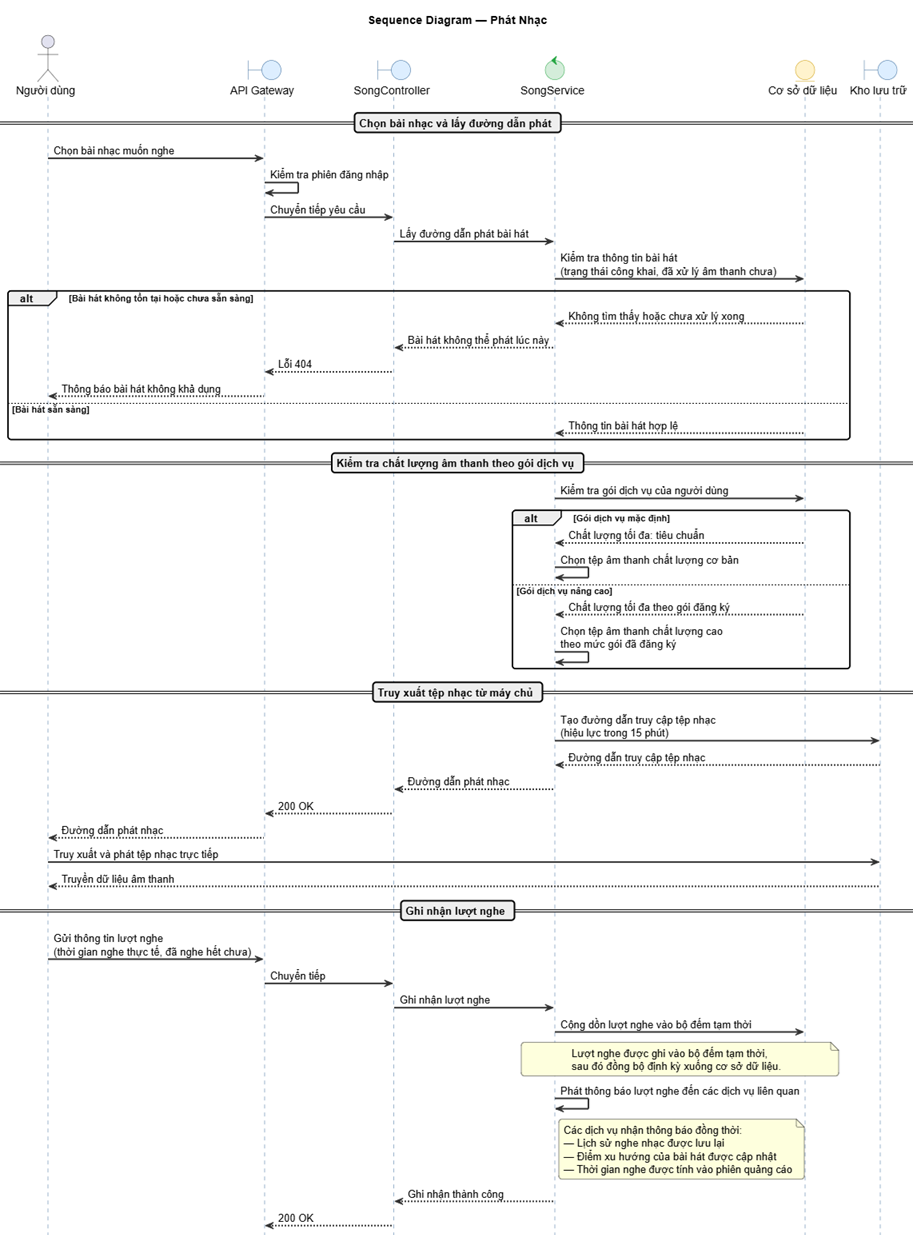 Sequence Diagram — Phát Nhạc
Người dùng
API Gateway
SongController
SongService
Cơ sở dữ liệu
Kho lưu trữ
Chọn bài nhạc và lấy đường dẫn phát
Chọn bài nhạc muốn nghe
Kiểm tra phiên đăng nhập
Chuyển tiếp yêu cầu
Lấy đường dẫn phát bài hát
Kiểm tra thông tin bài hát
(trạng thái công khai, đã xử lý âm thanh chưa)
alt
[Bài hát không tồn tại hoặc chưa sẵn sàng]
Không tìm thấy hoặc chưa xử lý xong
Bài hát không thể phát lúc này
Lỗi 404
Thông báo bài hát không khả dụng
[Bài hát sẵn sàng]
Thông tin bài hát hợp lệ
Kiểm tra chất lượng âm thanh theo gói dịch vụ
Kiểm tra gói dịch vụ của người dùng
alt
[Gói dịch vụ mặc định]
Chất lượng tối đa: tiêu chuẩn
Chọn tệp âm thanh chất lượng cơ bản
[Gói dịch vụ nâng cao]
Chất lượng tối đa theo gói đăng ký
Chọn tệp âm thanh chất lượng cao
theo mức gói đã đăng ký
Truy xuất tệp nhạc từ máy chủ
Tạo đường dẫn truy cập tệp nhạc
(hiệu lực trong 15 phút)
Đường dẫn truy cập tệp nhạc
Đường dẫn phát nhạc
200 OK
Đường dẫn phát nhạc
Truy xuất và phát tệp nhạc trực tiếp
Truyền dữ liệu âm thanh
Ghi nhận lượt nghe
Gửi thông tin lượt nghe
(thời gian nghe thực tế, đã nghe hết chưa)
Chuyển tiếp
Ghi nhận lượt nghe
Cộng dồn lượt nghe vào bộ đếm tạm thời
Lượt nghe được ghi vào bộ đếm tạm thời,
sau đó đồng bộ định kỳ xuống cơ sở dữ liệu.
Phát thông báo lượt nghe đến các dịch vụ liên quan
Các dịch vụ nhận thông báo đồng thời:
— Lịch sử nghe nhạc được lưu lại
— Điểm xu hướng của bài hát được cập nhật
— Thời gian nghe được tính vào phiên quảng cáo
Ghi nhận thành công
200 OK